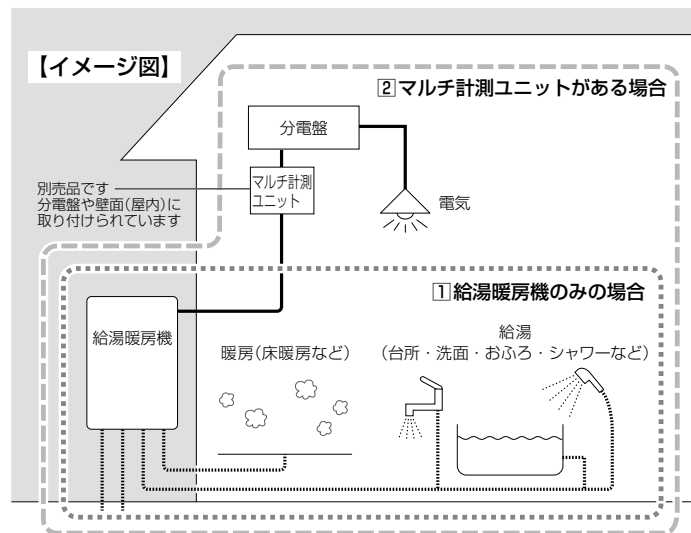 【イメージ図】
2マルチ計測ユニットがある場合
分電盤
別売品です
分電盤や壁面(屋内)に
取り付けられています
マルチ計測
ユニット
電気
1給湯暖房機のみの場合
給湯暖房機
暖房(床暖房など)
給湯
(台所・洗面・おふろ・シャワーなど)